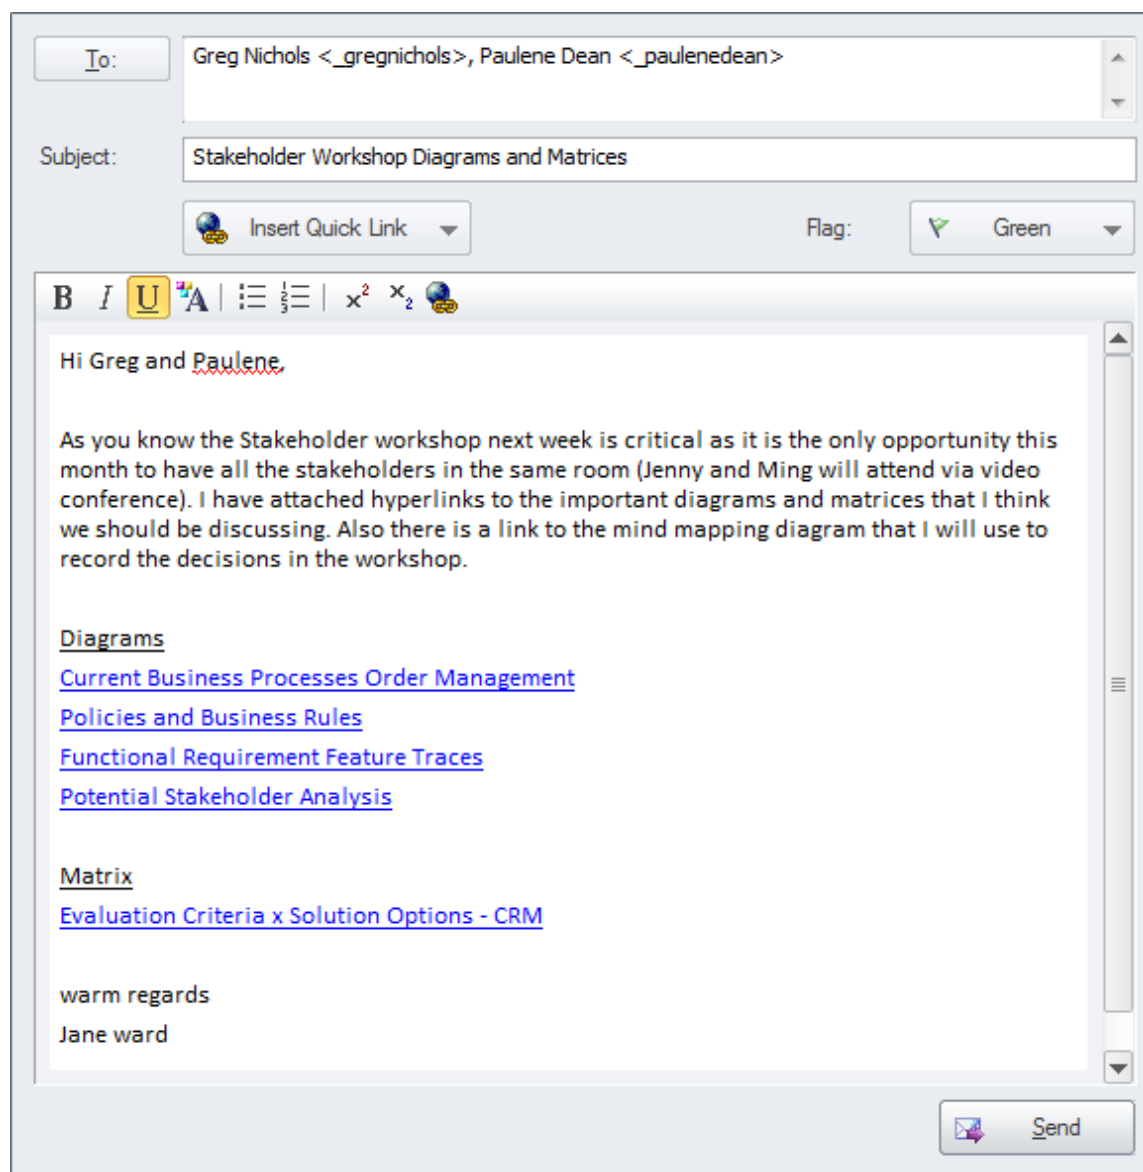 To:
Greg Nichols <_gregnichols>, Paulene Dean <_paulenedean>
Subject:
Stakeholder Workshop Diagrams and Matrices
Insert Quick Link
Flag:
Green
B I U A x² x₂
Hi Greg and Paulene,
As you know the Stakeholder workshop next week is critical as it is the only opportunity this
month to have all the stakeholders in the same room (Jenny and Ming will attend via video
conference). I have attached hyperlinks to the important diagrams and matrices that I think
we should be discussing. Also there is a link to the mind mapping diagram that I will use to
record the decisions in the workshop.
Diagrams
Current Business Processes Order Management
Policies and Business Rules
Functional Requirement Feature Traces
Potential Stakeholder Analysis
Matrix
Evaluation Criteria x Solution Options - CRM
warm regards
Jane ward
Send